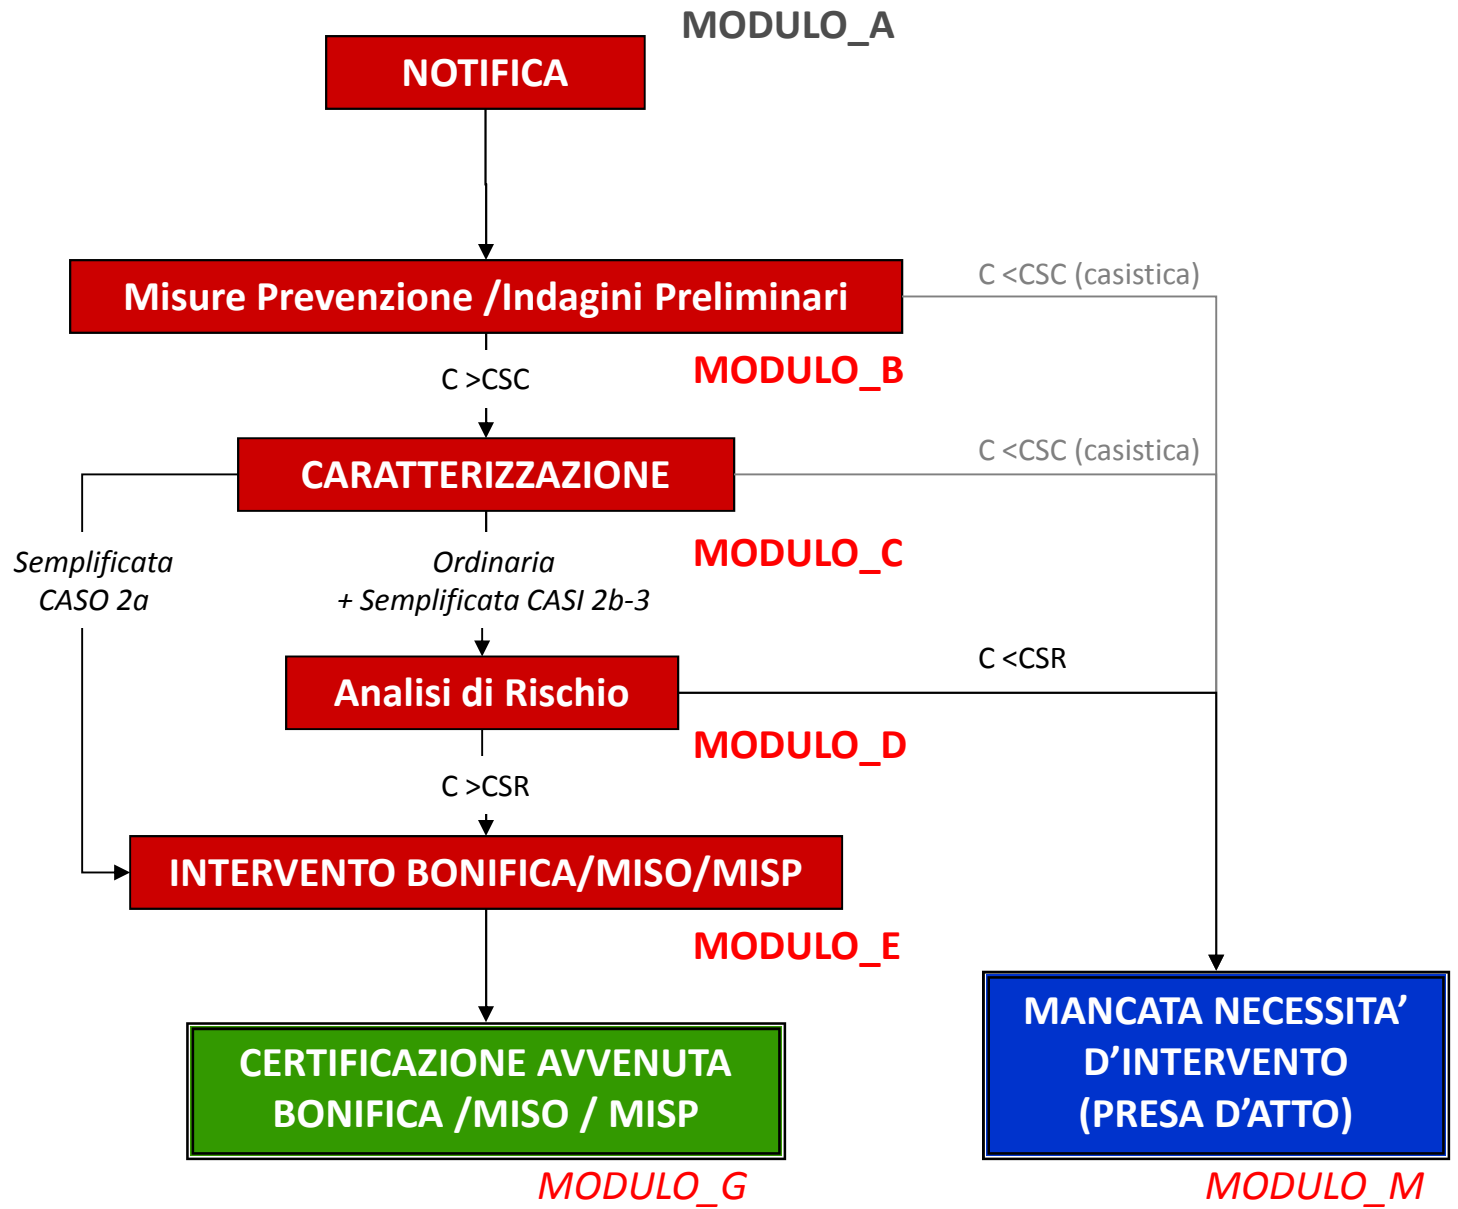 MODULO_A
NOTIFICA
Misure Prevenzione /Indagini Preliminari
C <CSC (casistica)
MODULO_B
C >CSC
CARATTERIZZAZIONE
C <CSC (casistica)
MODULO_C
Semplificata
CASO 2a
Ordinaria
+ Semplificata CASI 2b-3
Analisi di Rischio
C <CSR
MODULO_D
C >CSR
INTERVENTO BONIFICA/MISO/MISP
MODULO_E
CERTIFICAZIONE AVVENUTA
BONIFICA /MISO / MISP
MODULO_G
MANCATA NECESSITA’
D’INTERVENTO
(PRESA D’ATTO)
MODULO_M